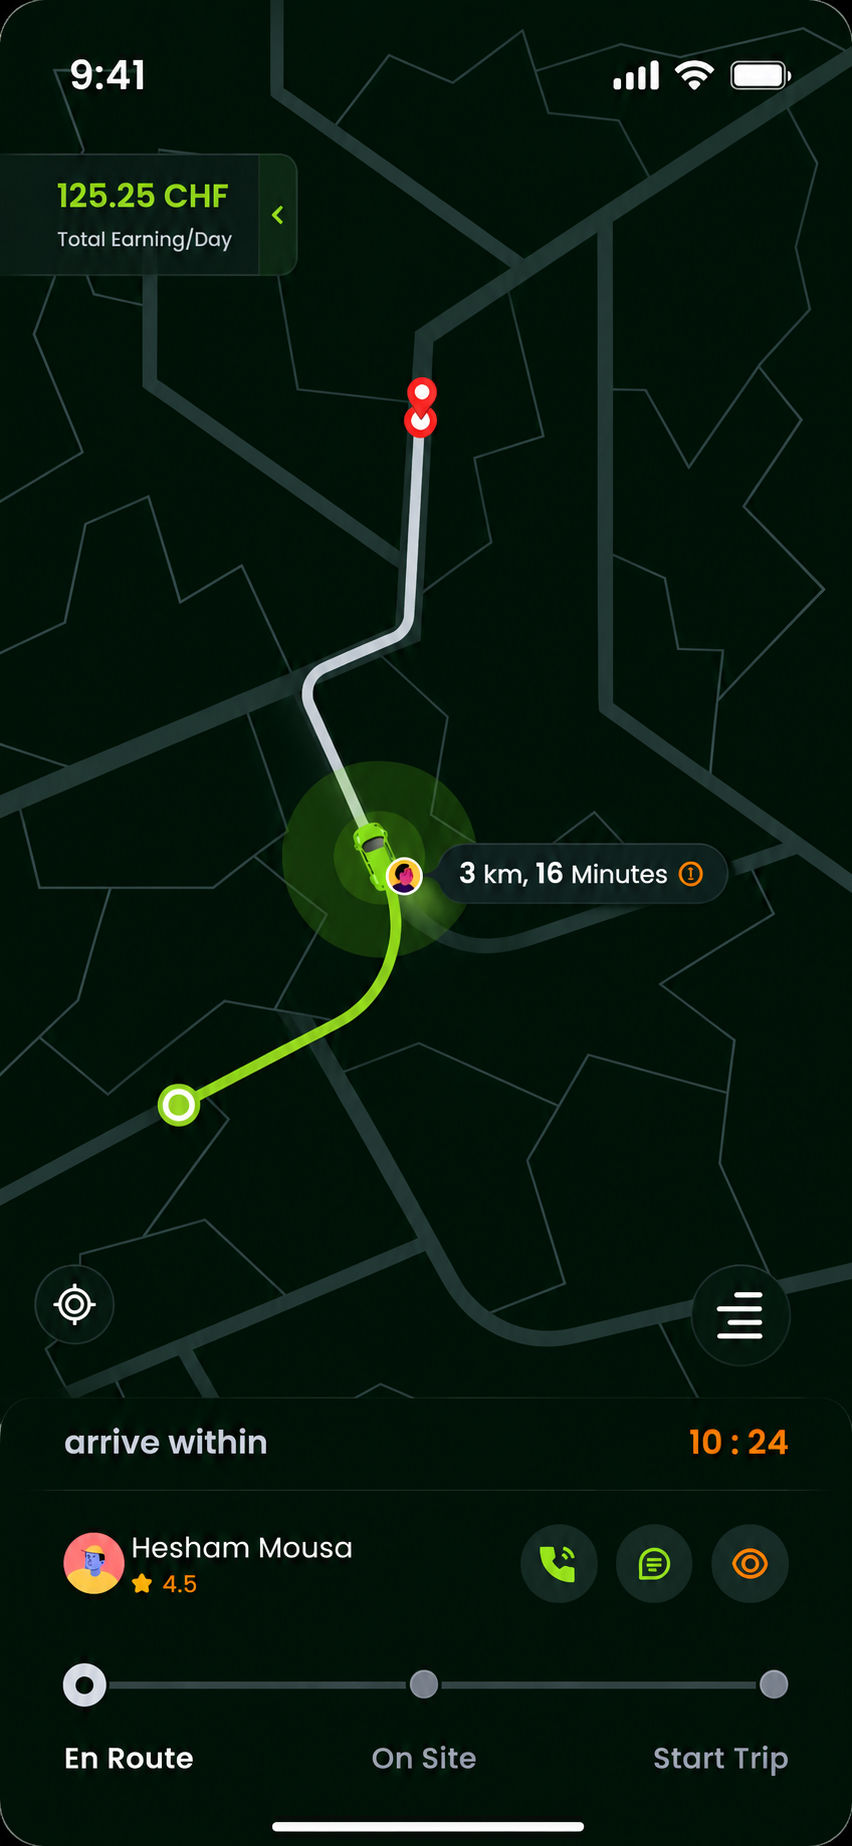 9:41
125.25 CHF
Total Earning/Day
3 km, 16 Minutes
arrive within
10 : 24
Hesham Mousa
4.5
En Route
On Site
Start Trip